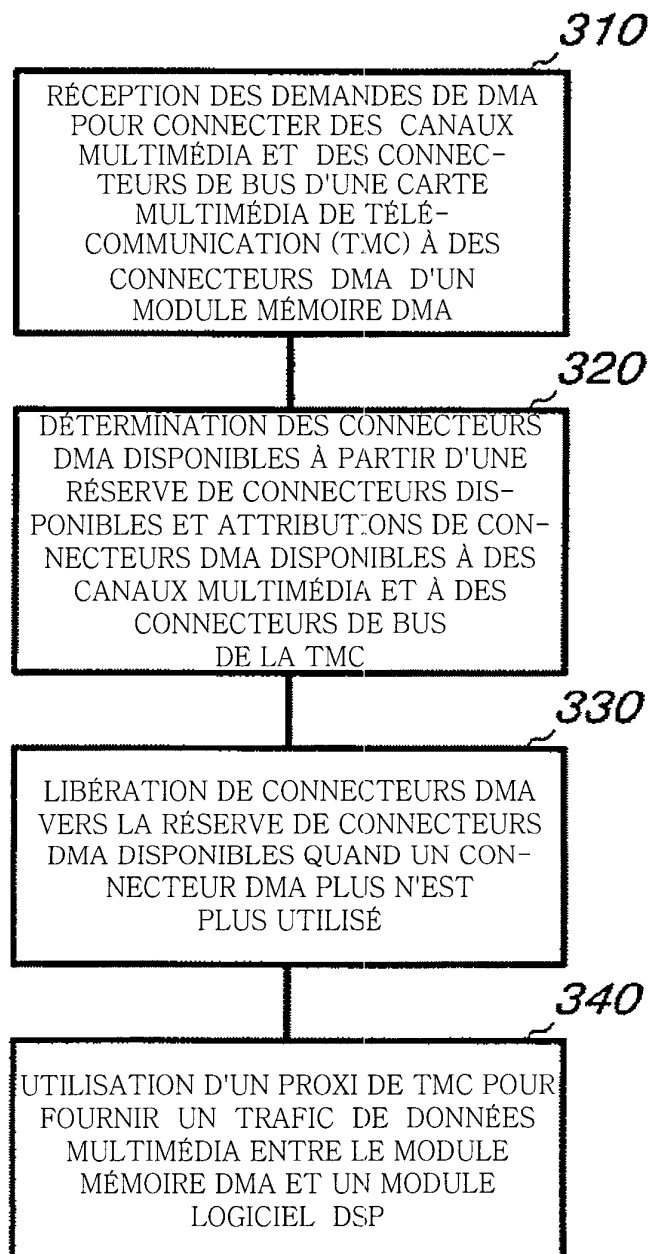 310
RÉCEPTION DES DEMANDES DE DMA
POUR CONNECTER DES CANAUX
MULTIMÉDIA ET DES CONNEC-
TEURS DE BUS D'UNE CARTE
MULTIMÉDIA DE TÉLÉ-
COMMUNICATION (TMC) À DES
CONNECTEURS DMA D'UN
MODULE MÉMOIRE DMA
320
DÉTERMINATION DES CONNECTEURS
DMA DISPONIBLES À PARTIR D'UNE
RÉSERVE DE CONNECTEURS DIS-
PONIBLES ET ATTRIBUTIONS DE CON-
NECTEURS DMA DISPONIBLES À DES
CANAUX MULTIMÉDIA ET À DES
CONNECTEURS DE BUS
DE LA TMC
330
LIBÉRATION DE CONNECTEURS DMA
VERS LA RÉSERVE DE CONNECTEURS
DMA DISPONIBLES QUAND UN CON-
NECTEUR DMA PLUS N'EST
PLUS UTILISÉ
340
UTILISATION D'UN PROXI DE TMC POUR
FOURNIR UN TRAFIC DE DONNÉES
MULTIMÉDIA ENTRE LE MODULE
MÉMOIRE DMA ET UN MODULE
LOGICIEL DSP